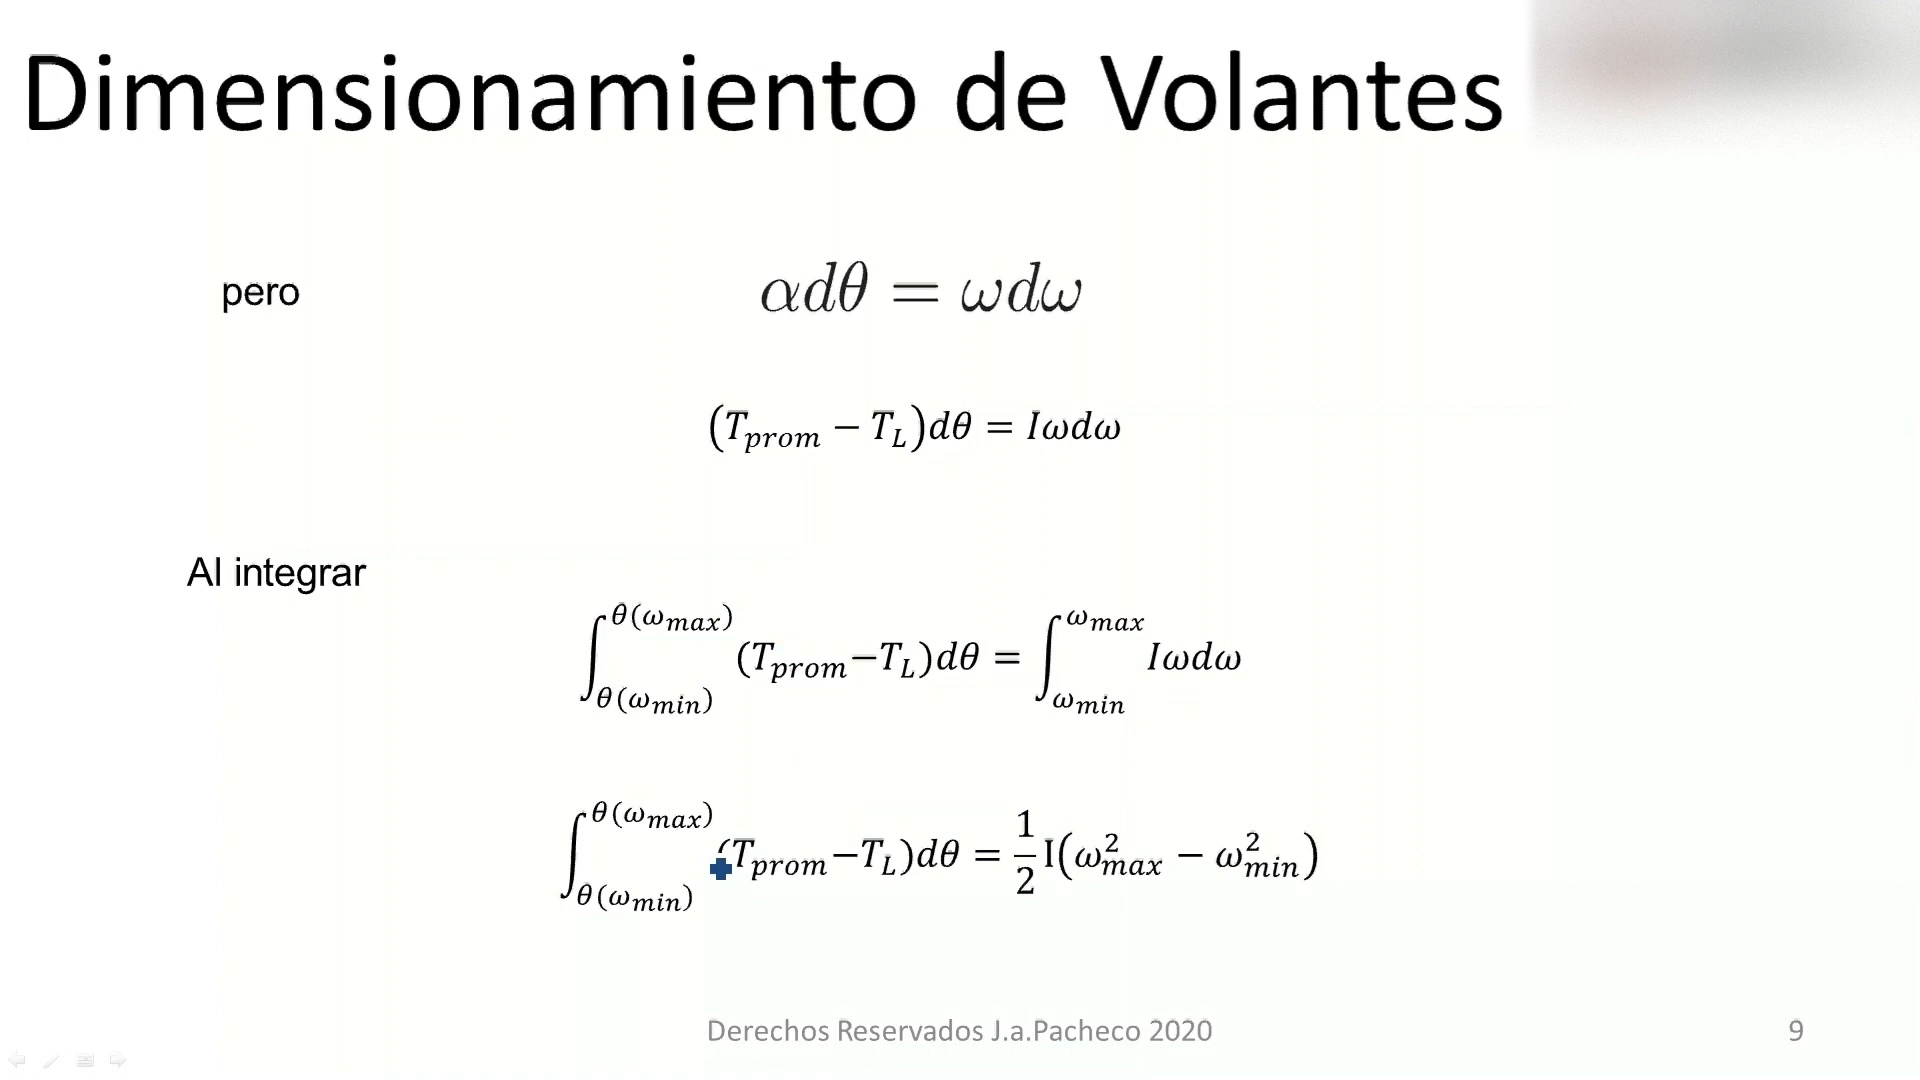 Dimensionamiento de Volantes
pero
αdθ = ωdω
(T_prom − T_L)dθ = Iωdω
Al integrar
∫_{θ(ω_min)}^{θ(ω_max)} (T_prom−T_L)dθ = ∫_{ω_min}^{ω_max} Iωdω
∫_{θ(ω_min)}^{θ(ω_max)} (T_prom−T_L)dθ = 1/2 I(ω²_max − ω²_min)
Derechos Reservados J.a.Pacheco 2020
9